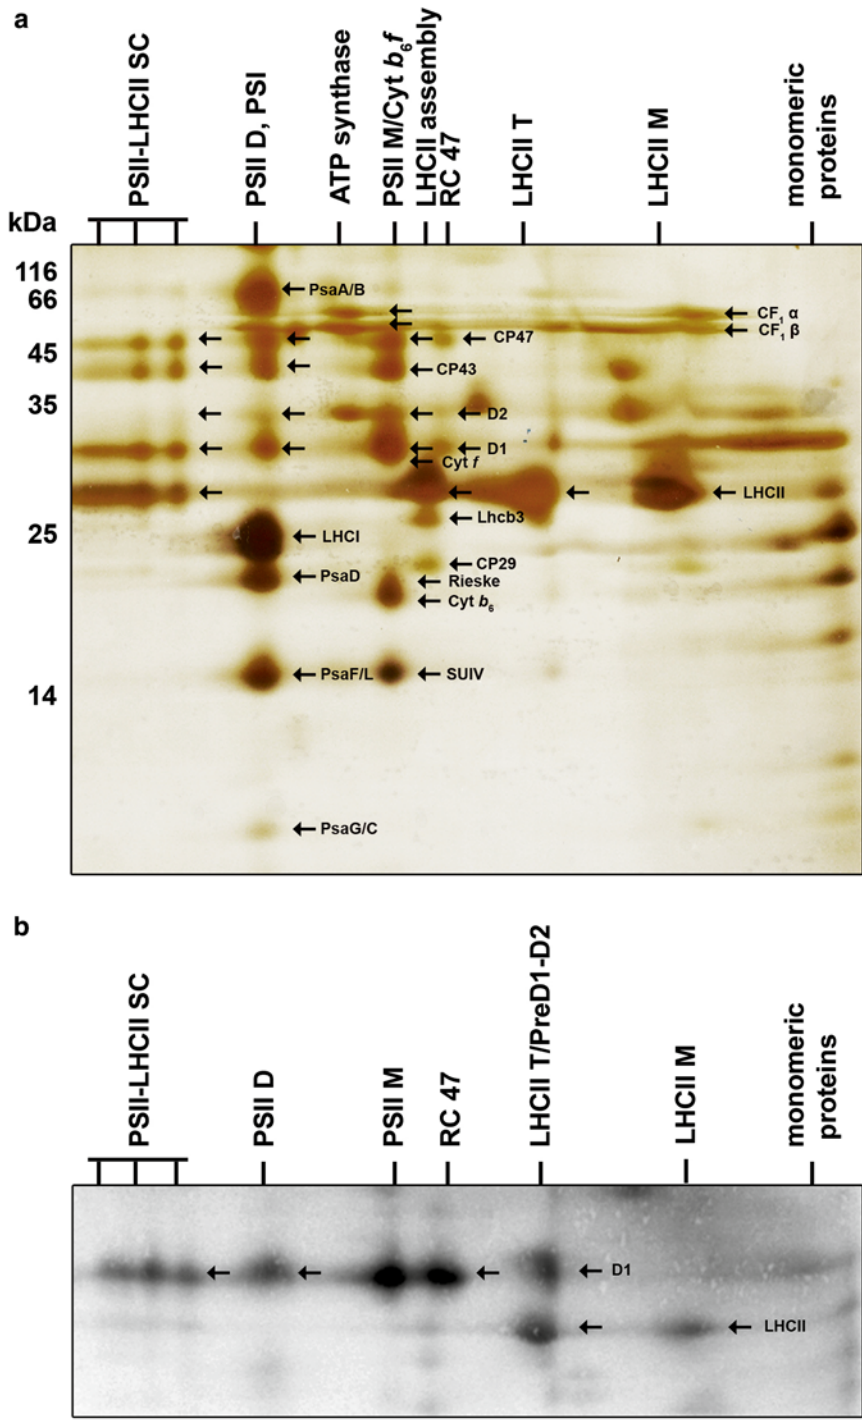 a
PSII-LHCII SC
PSII D, PSI
ATP synthase
PSII M/Cyt b₆f
LHCII assembly
RC 47
LHCII T
LHCII M
monomeric
proteins
kDa
116
66
45
35
25
14
PsaA/B
CF₁ α
CF₁ β
CP47
CP43
D2
D1
Cyt f
LHCII
Lhcb3
LHCI
CP29
PsaD
Rieske
Cyt b₆
PsaF/L
SUIV
PsaG/C
b
PSII-LHCII SC
PSII D
PSII M
RC 47
LHCII T/PreD1-D2
LHCII M
monomeric
proteins
D1
LHCII